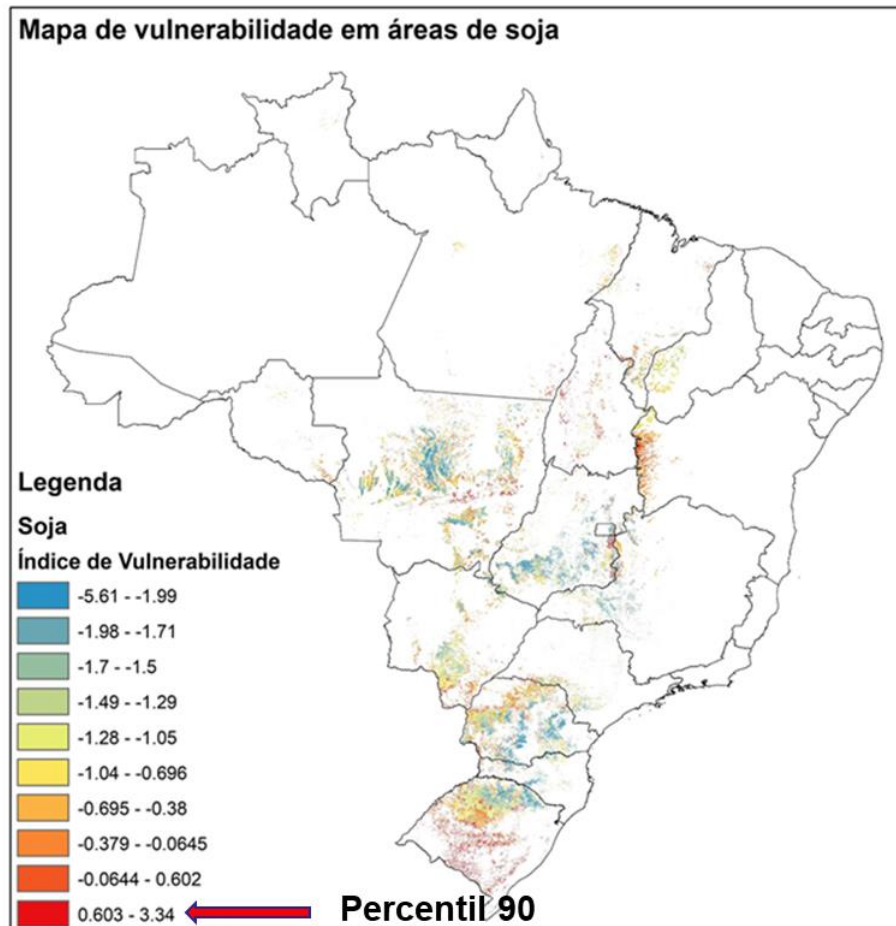 Mapa de vulnerabilidade em áreas de soja
Legenda
Soja
Índice de Vulnerabilidade
-5.61 - -1.99
-1.98 - -1.71
-1.7 - -1.5
-1.49 - -1.29
-1.28 - -1.05
-1.04 - -0.696
-0.695 - -0.38
-0.379 - -0.0645
-0.0644 - 0.602
0.603 - 3.34
Percentil 90